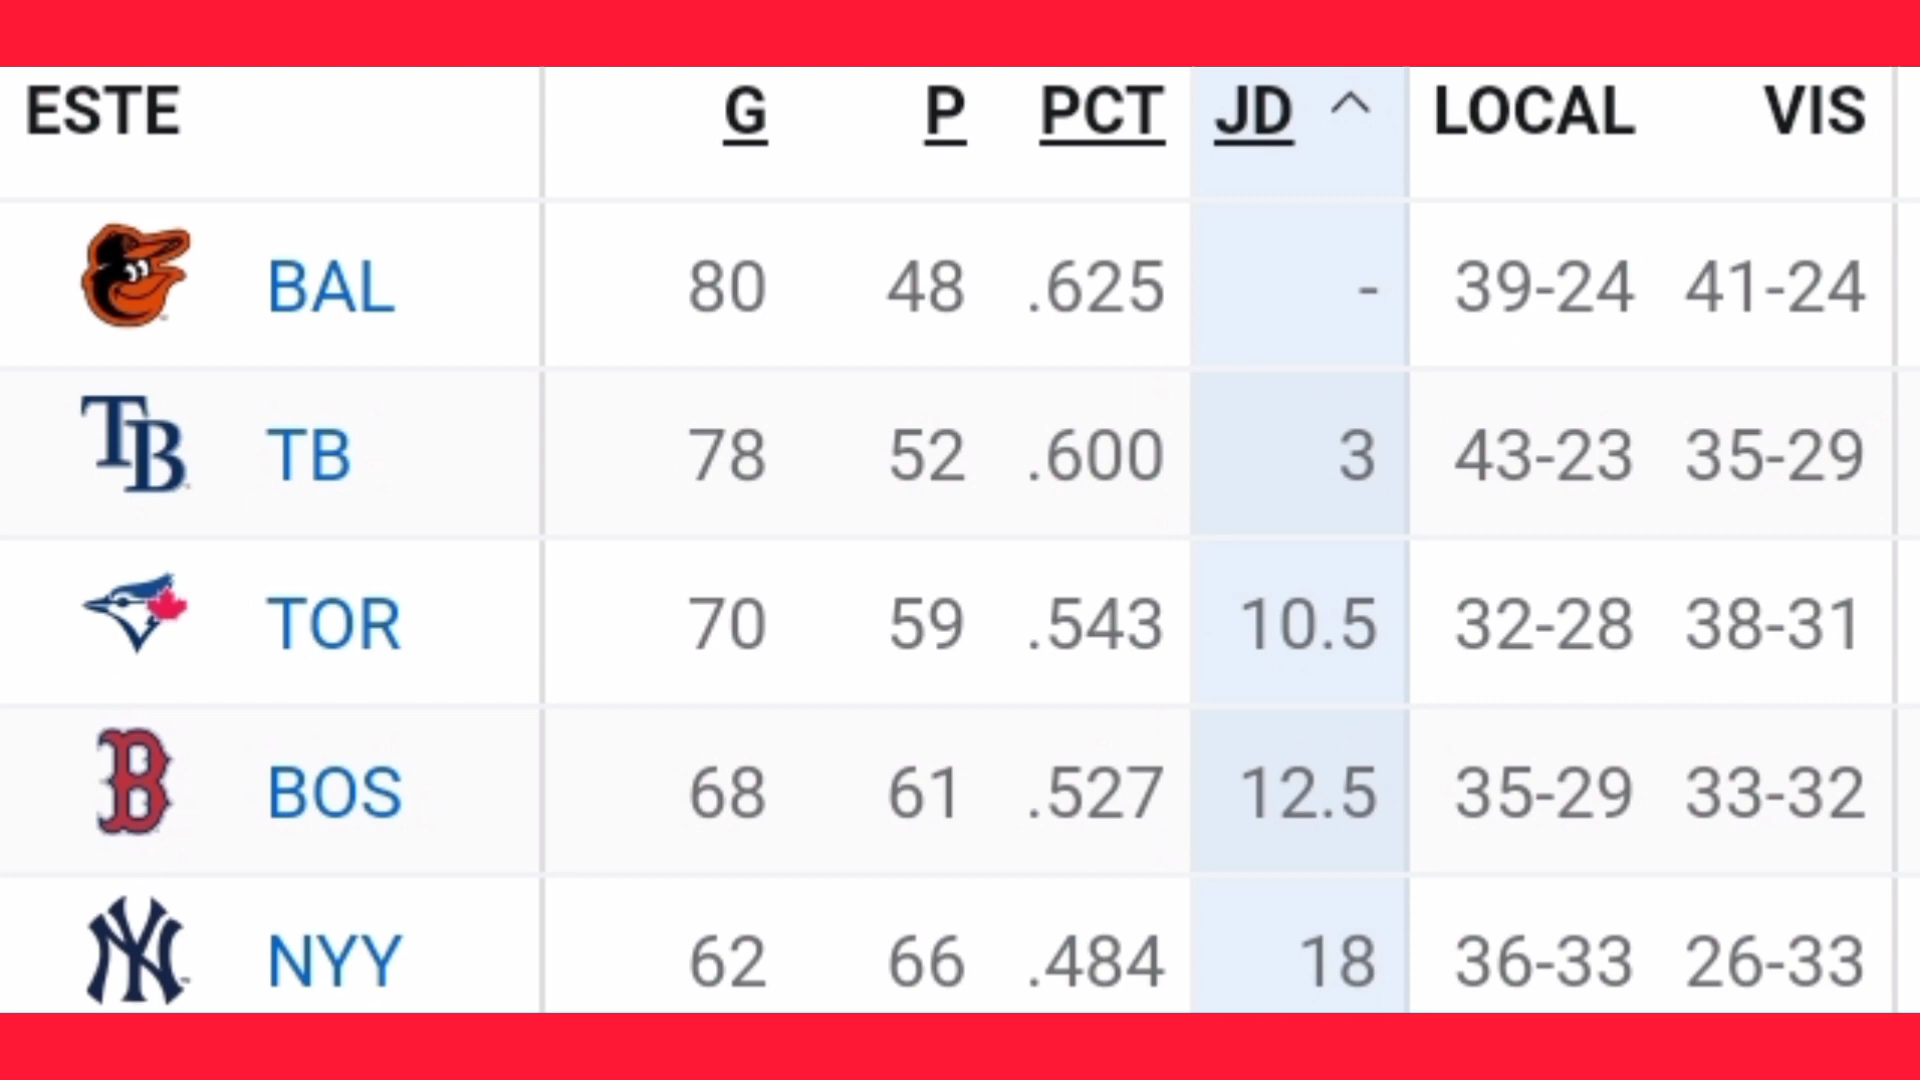 ESTE G P PCT JD LOCAL VIS
BAL 80 48 .625 - 39-24 41-24
TB TB 78 52 .600 3 43-23 35-29
TOR 70 59 .543 10.5 32-28 38-31
B BOS 68 61 .527 12.5 35-29 33-32
NY NYY 62 66 .484 18 36-33 26-33